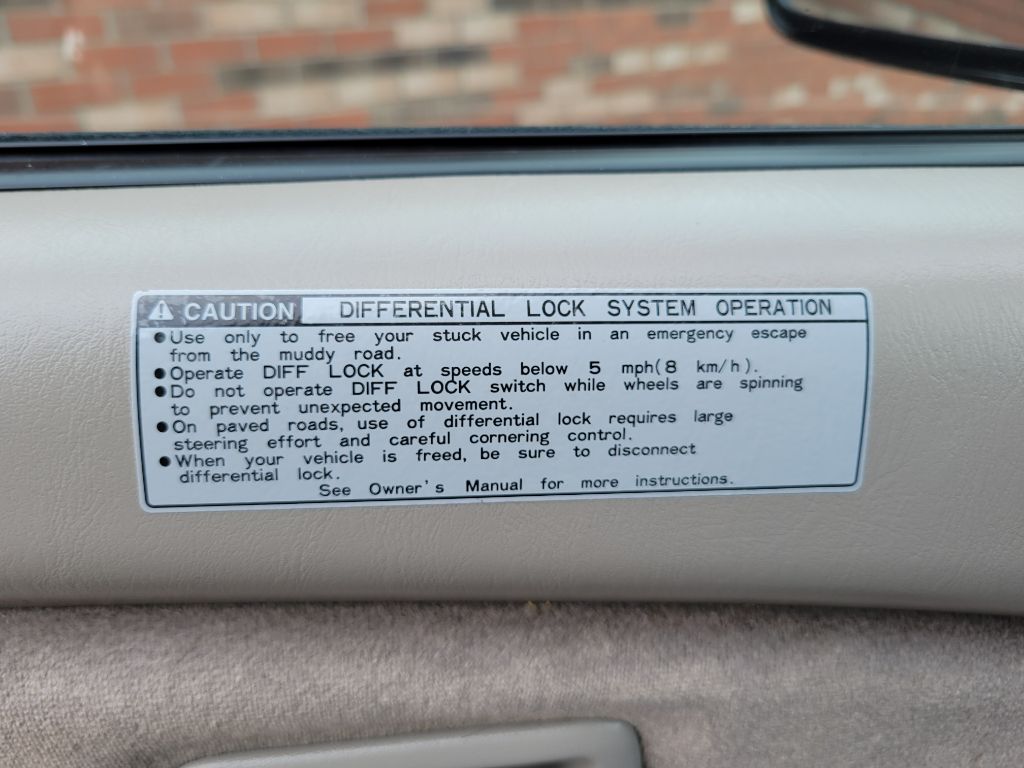 ⚠ CAUTION DIFFERENTIAL LOCK SYSTEM OPERATION
●Use only to free your stuck vehicle in an emergency escape
from the muddy road.
●Operate DIFF LOCK at speeds below 5 mph(8 km/h).
●Do not operate DIFF LOCK switch while wheels are spinning
to prevent unexpected movement.
●On paved roads, use of differential lock requires large
steering effort and careful cornering control.
●When your vehicle is freed, be sure to disconnect
differential lock.
See Owner's Manual for more instructions.